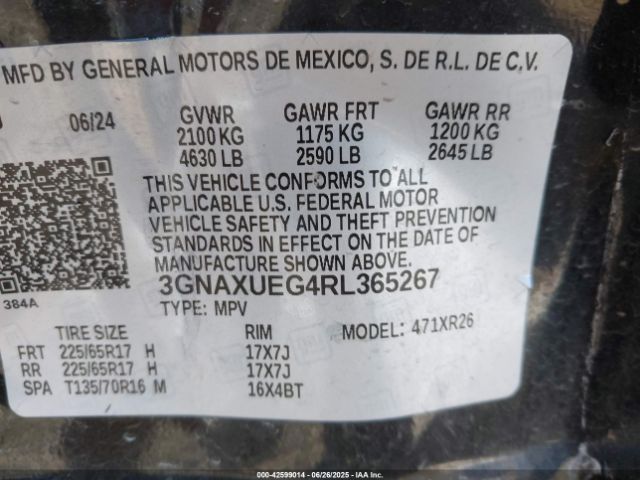 MFD BY GENERAL MOTORS DE MEXICO, S. DE R.L. DE C.V.
06/24 GVWR GAWR FRT GAWR RR
2100 KG 1175 KG 1200 KG
4630 LB 2590 LB 2645 LB
THIS VEHICLE CONFORMS TO ALL
APPLICABLE U.S. FEDERAL MOTOR
VEHICLE SAFETY AND THEFT PREVENTION
STANDARDS IN EFFECT ON THE DATE OF
MANUFACTURE SHOWN ABOVE.
3GNAXUEG4RL365267
384A
TYPE: MPV
TIRE SIZE RIM MODEL: 471XR26
FRT 225/65R17 H 17X7J
RR 225/65R17 H 17X7J
SPA T135/70R16 M 16X4BT
000-42599014 | 06/26/2025 - IAA, Inc.